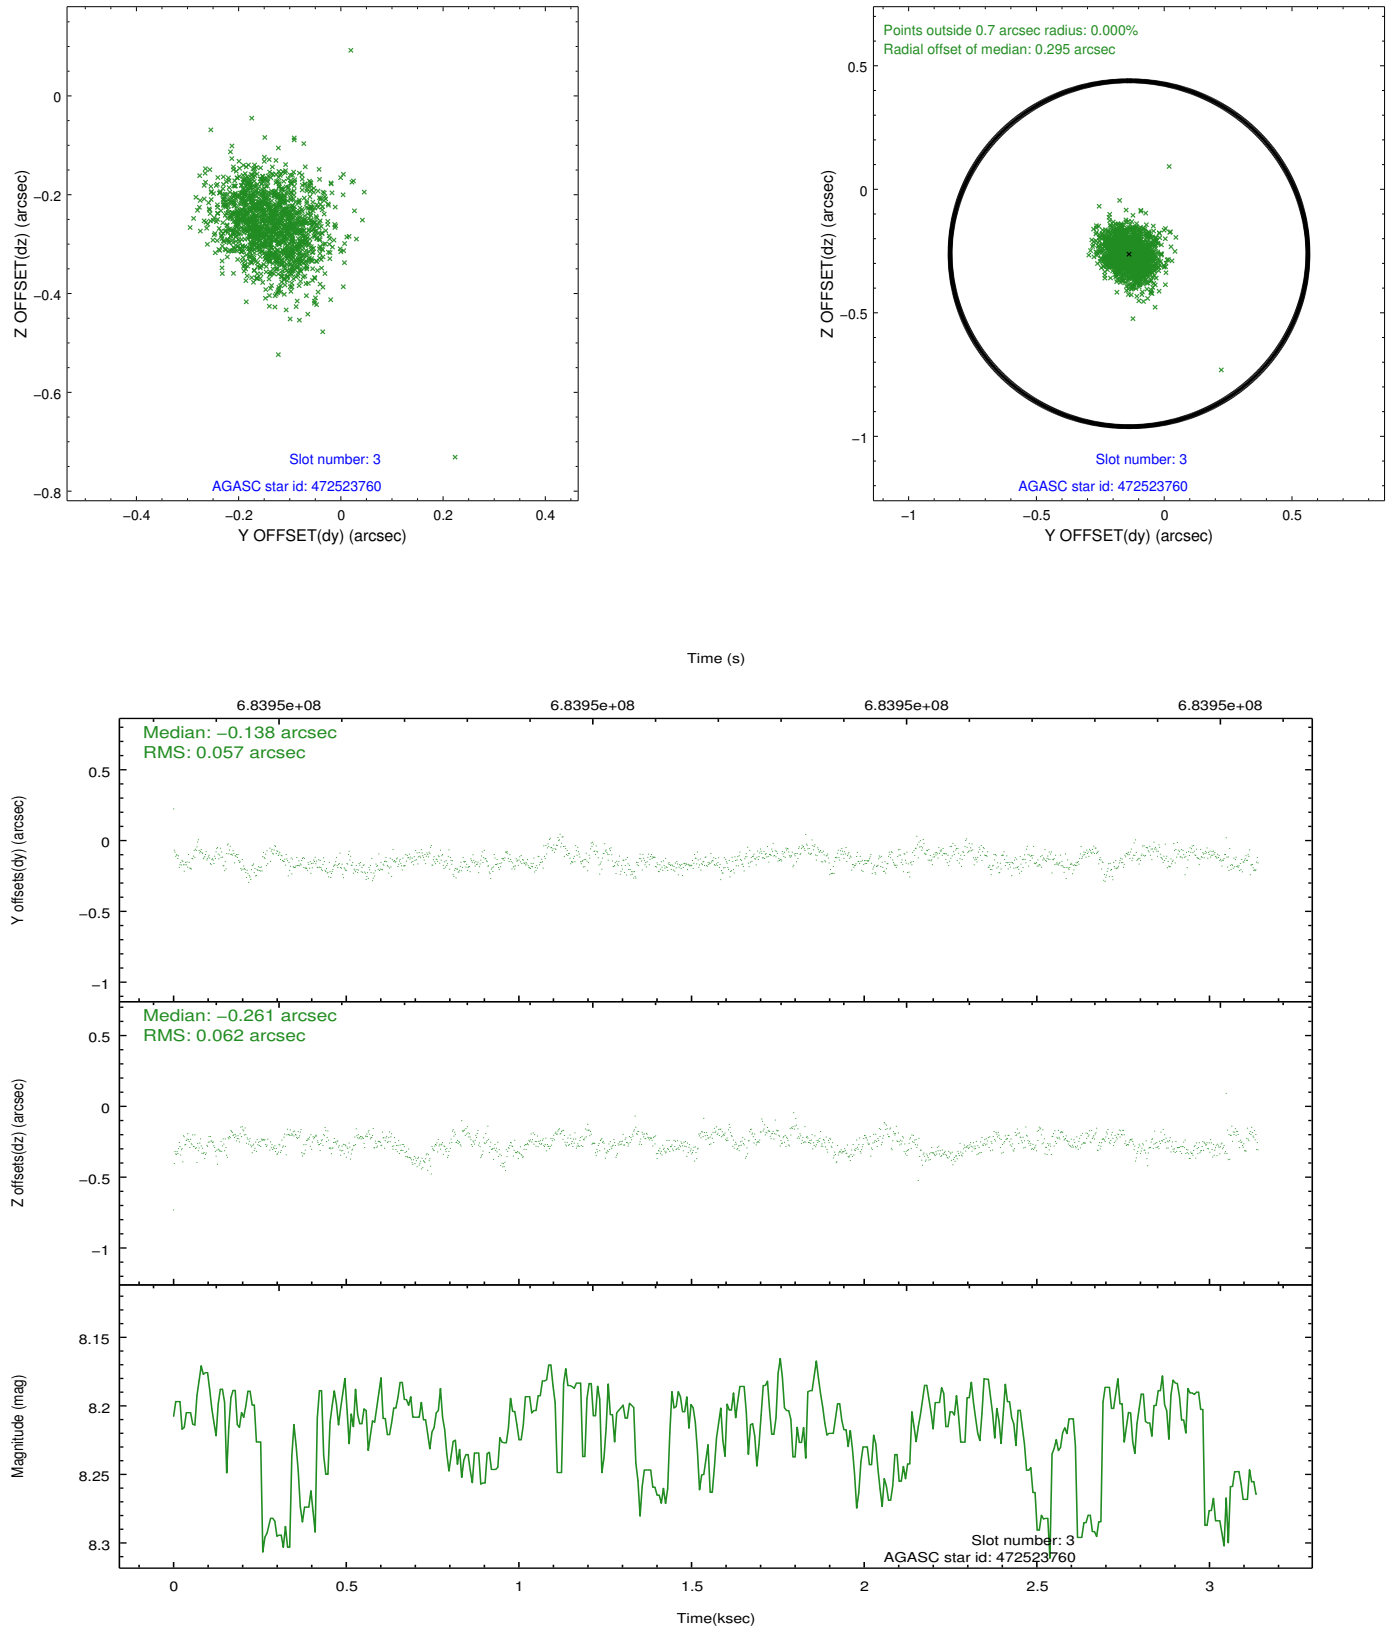 0
−0.2
−0.4
−0.6
−0.8
Z OFFSET(dz) (arcsec)
Slot number: 3
AGASC star id: 472523760
−0.4 −0.2 0 0.2 0.4
Y OFFSET(dy) (arcsec)
Points outside 0.7 arcsec radius: 0.000%
Radial offset of median: 0.295 arcsec
0.5
0
−0.5
−1
Z OFFSET(dz) (arcsec)
Slot number: 3
AGASC star id: 472523760
−1 −0.5 0 0.5
Y OFFSET(dy) (arcsec)
Time (s)
6.8395e+08 6.8395e+08 6.8395e+08 6.8395e+08
Median: −0.138 arcsec
RMS: 0.057 arcsec
0.5
0
−0.5
−1
Y offsets(dy) (arcsec)
Median: −0.261 arcsec
RMS: 0.062 arcsec
0.5
0
−0.5
−1
Z offsets(dz) (arcsec)
8.15
8.2
8.25
8.3
Magnitude (mag)
Slot number: 3
AGASC star id: 472523760
0 0.5 1 1.5 2 2.5 3
Time(ksec)